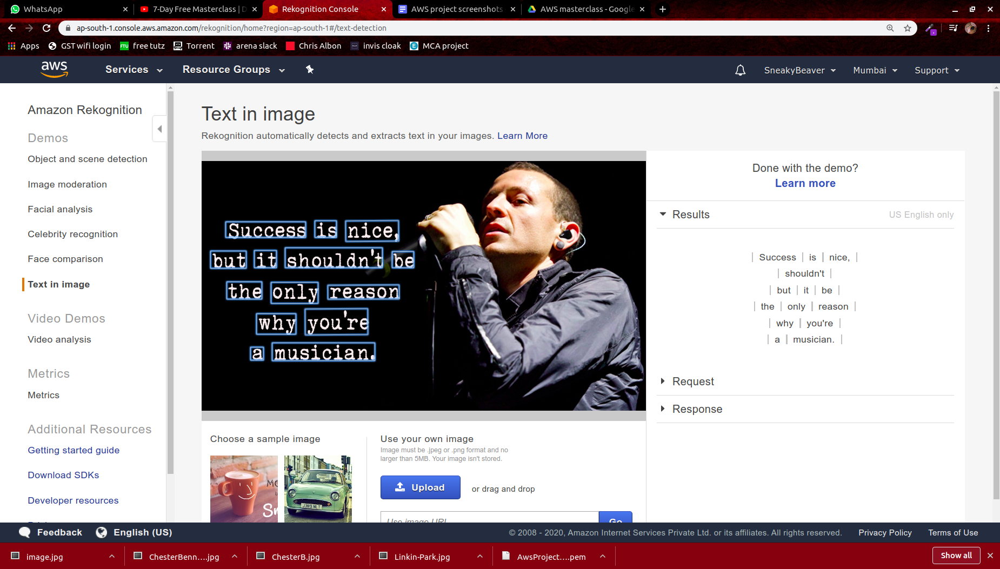 WhatsApp
7-Day Free Masterclass | D
Rekognition Console
AWS project screenshots
AWS masterclass - Google
ap-south-1.console.aws.amazon.com/rekognition/home?region=ap-south-1#/text-detection
Apps
GST wifi login
FTU free tutz
Torrent
arena slack
Chris Albon
invis cloak
MCA project
aws
Services
Resource Groups
SneakyBeaver
Mumbai
Support
Amazon Rekognition
Demos
Object and scene detection
Image moderation
Facial analysis
Celebrity recognition
Face comparison
Text in image
Video Demos
Video analysis
Metrics
Metrics
Additional Resources
Getting started guide
Download SDKs
Developer resources
Text in image
Rekognition automatically detects and extracts text in your images. Learn More
Success is nice,
but it shouldn't be
the only reason
why you're
a musician.
Done with the demo?
Learn more
Results
US English only
| Success | is | nice, |
| shouldn't |
| but | it | be |
| the | only | reason |
| why | you're |
| a | musician. |
Request
Response
Choose a sample image
J389 NLT
Use your own image
Image must be .jpeg or .png format and no
larger than 5MB. Your image isn't stored.
Upload
or drag and drop
Use image URL
Go
Feedback
English (US)
© 2008 - 2020, Amazon Internet Services Private Ltd. or its affiliates. All rights reserved.
Privacy Policy
Terms of Use
image.jpg
ChesterBenn....jpg
ChesterB.jpg
Linkin-Park.jpg
AwsProject....pem
Show all